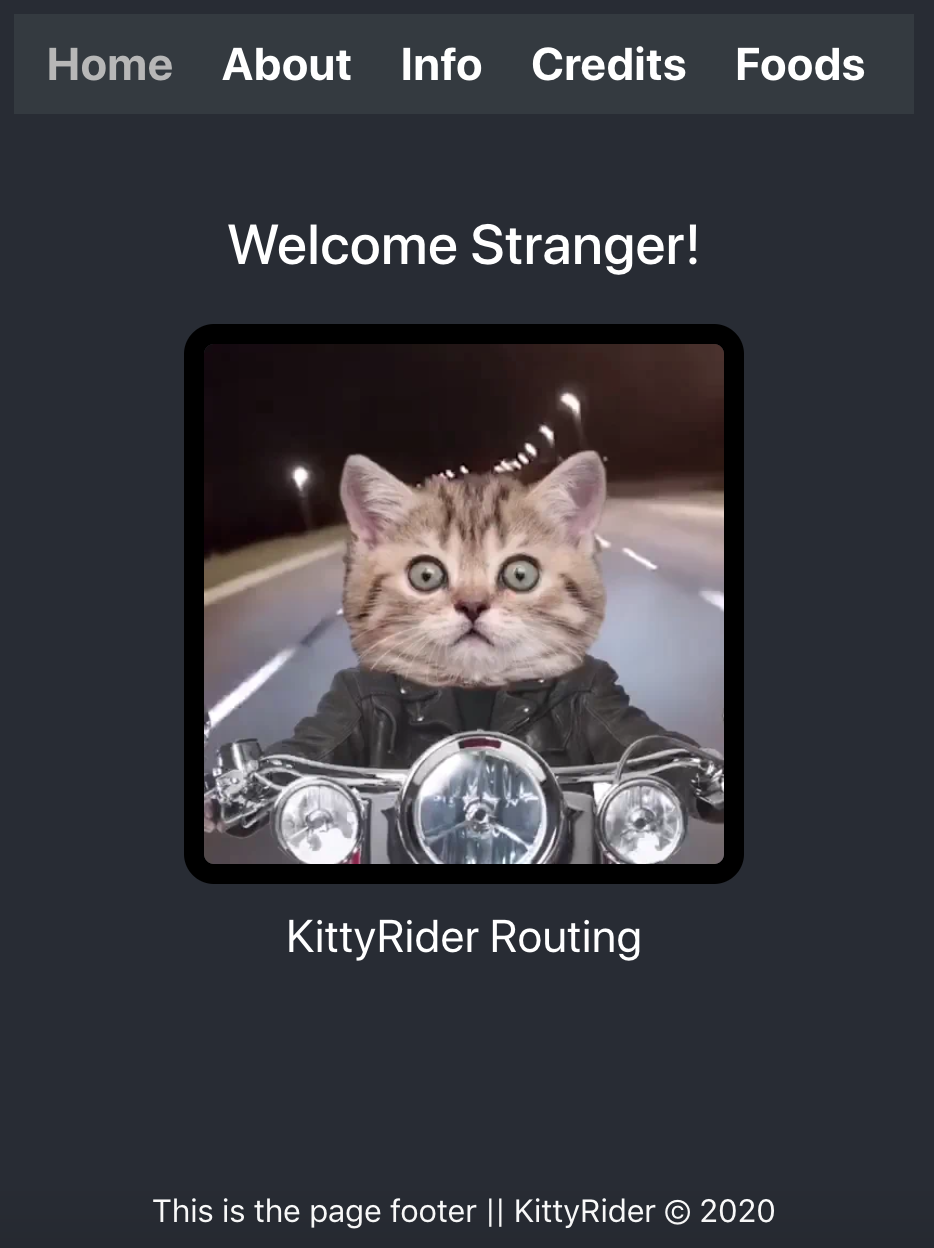 Home About Info Credits Foods
Welcome Stranger!
KittyRider Routing
This is the page footer || KittyRider © 2020